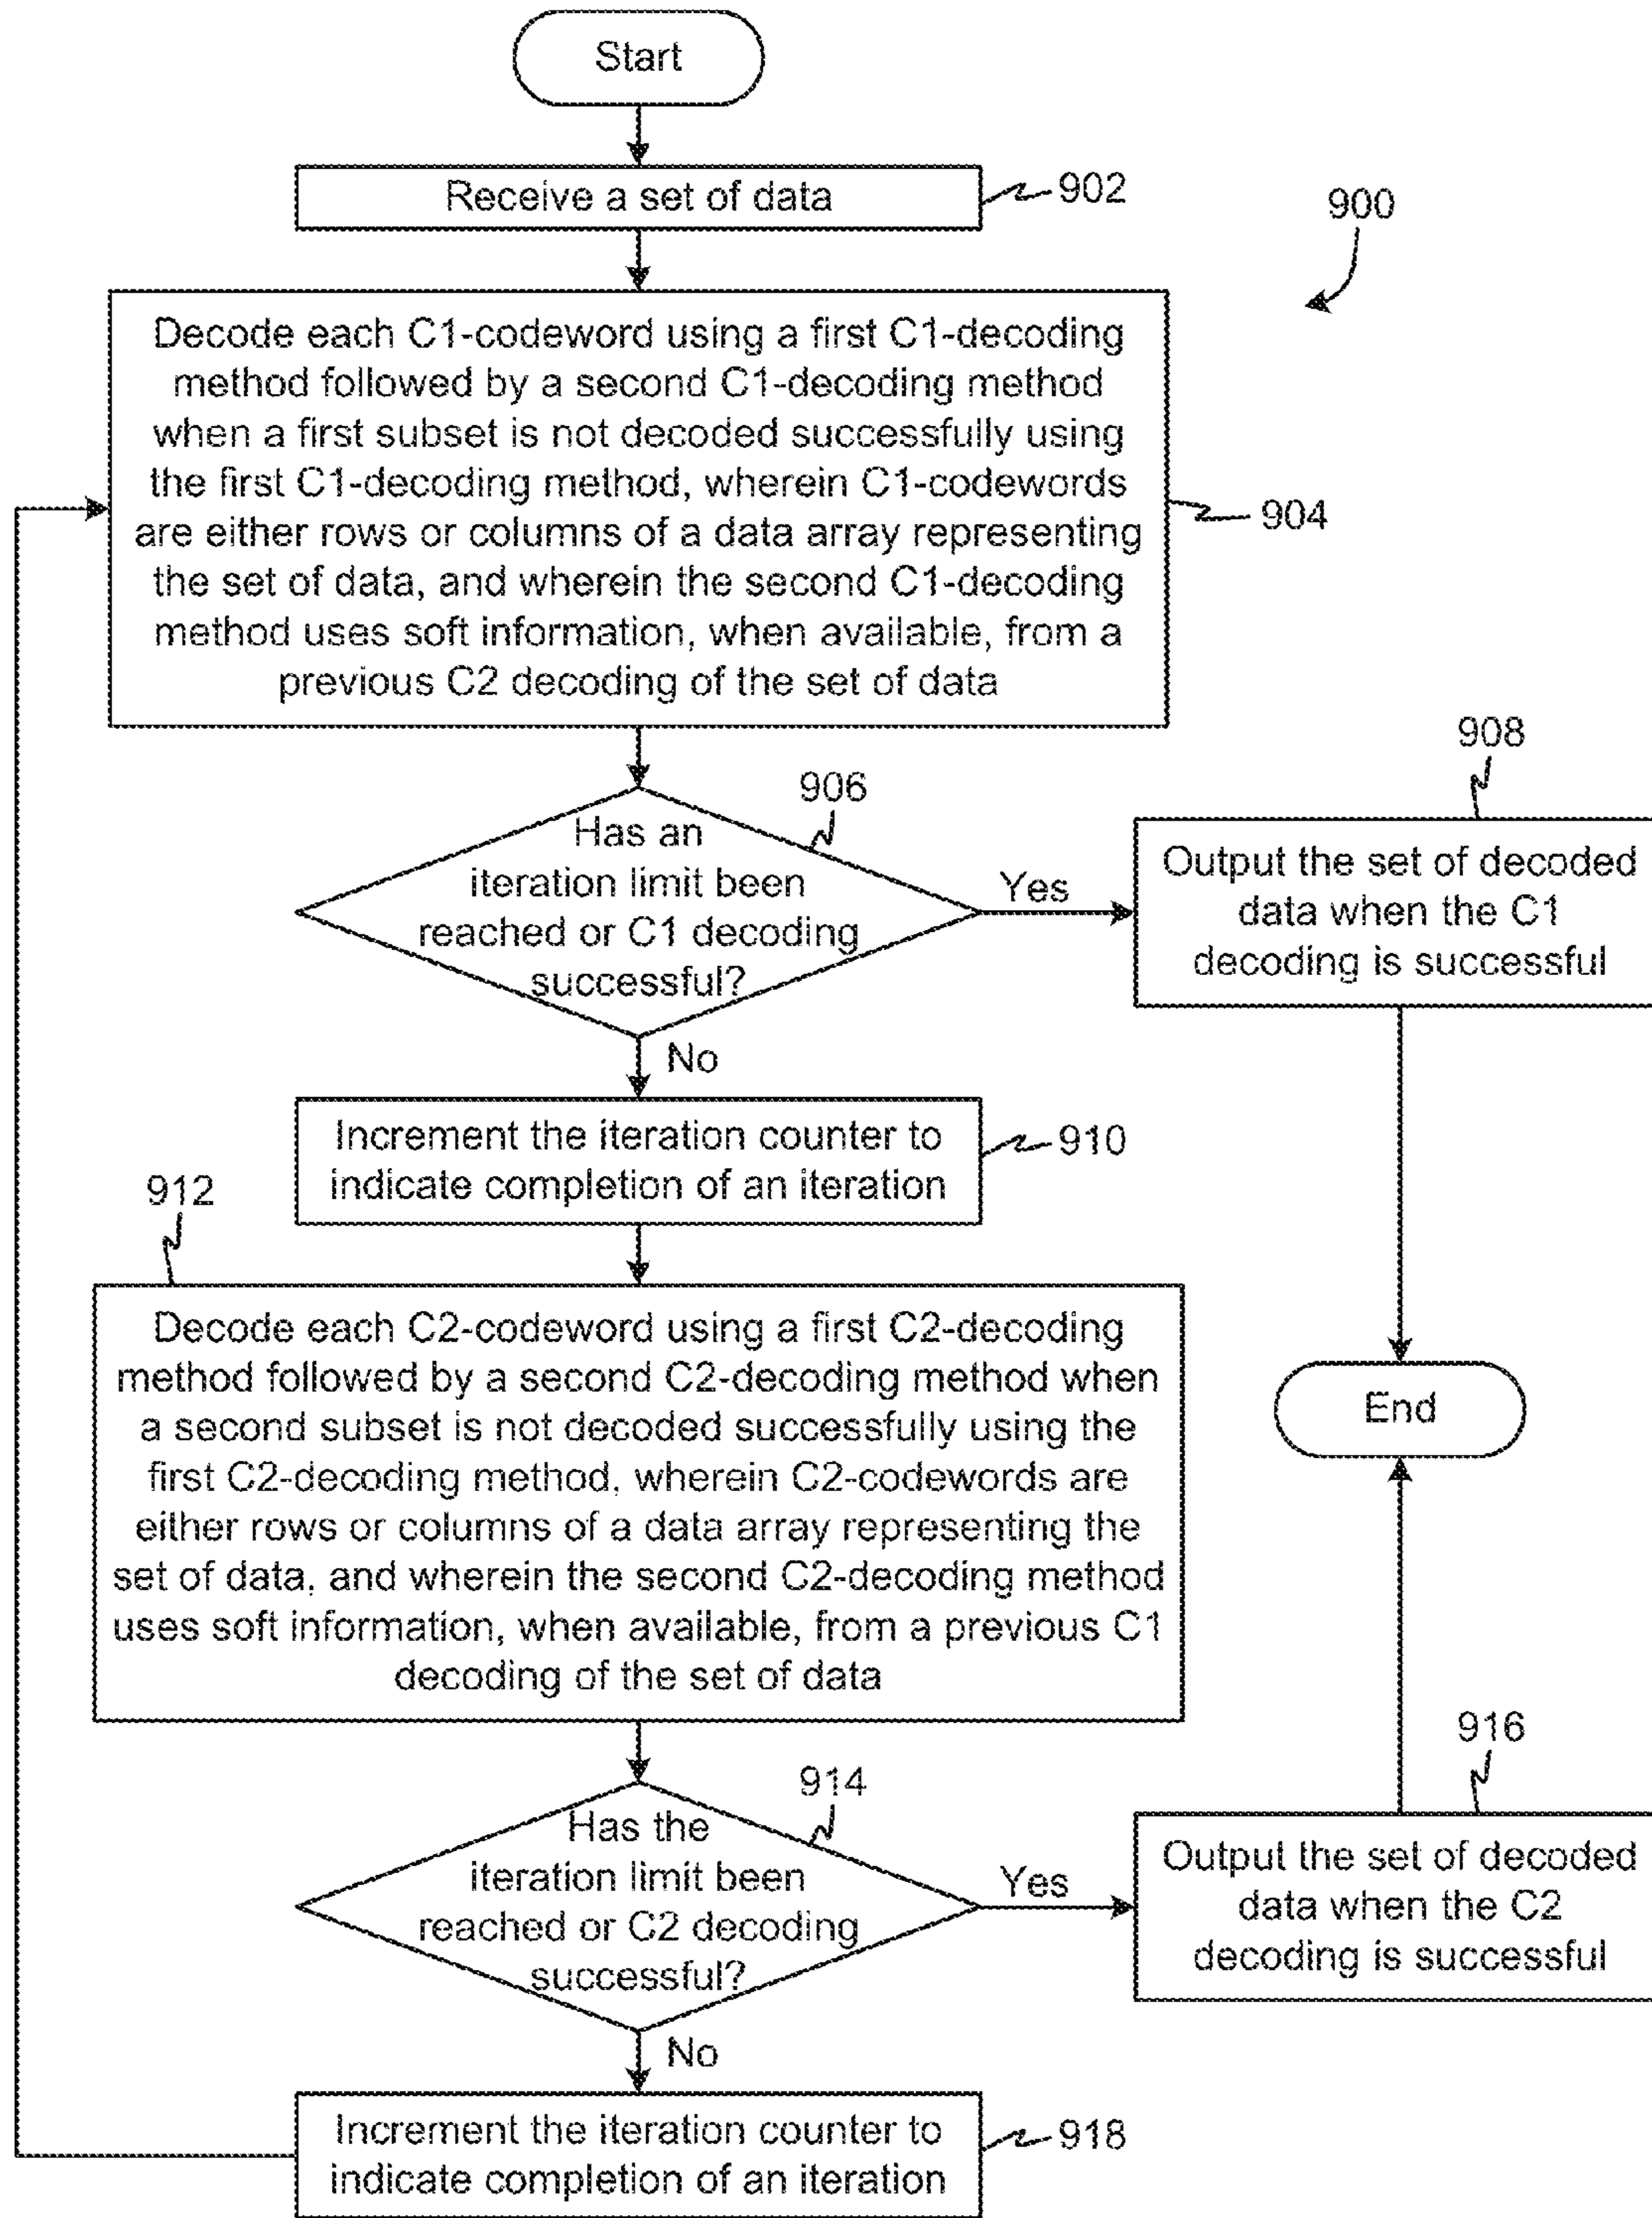 Start
Receive a set of data
902
900
Decode each C1-codeword using a first C1-decoding
method followed by a second C1-decoding method
when a first subset is not decoded successfully using
the first C1-decoding method, wherein C1-codewords
are either rows or columns of a data array representing
the set of data, and wherein the second C1-decoding
method uses soft information, when available, from a
previous C2 decoding of the set of data
904
906
Has an
iteration limit been
reached or C1 decoding
successful?
Yes
908
Output the set of decoded
data when the C1
decoding is successful
No
Increment the iteration counter to
indicate completion of an iteration
910
912
Decode each C2-codeword using a first C2-decoding
method followed by a second C2-decoding method when
a second subset is not decoded successfully using the
first C2-decoding method, wherein C2-codewords are
either rows or columns of a data array representing the
set of data, and wherein the second C2-decoding method
uses soft information, when available, from a previous C1
decoding of the set of data
End
914
Has the
iteration limit been
reached or C2 decoding
successful?
Yes
916
Output the set of decoded
data when the C2
decoding is successful
No
Increment the iteration counter to
indicate completion of an iteration
918